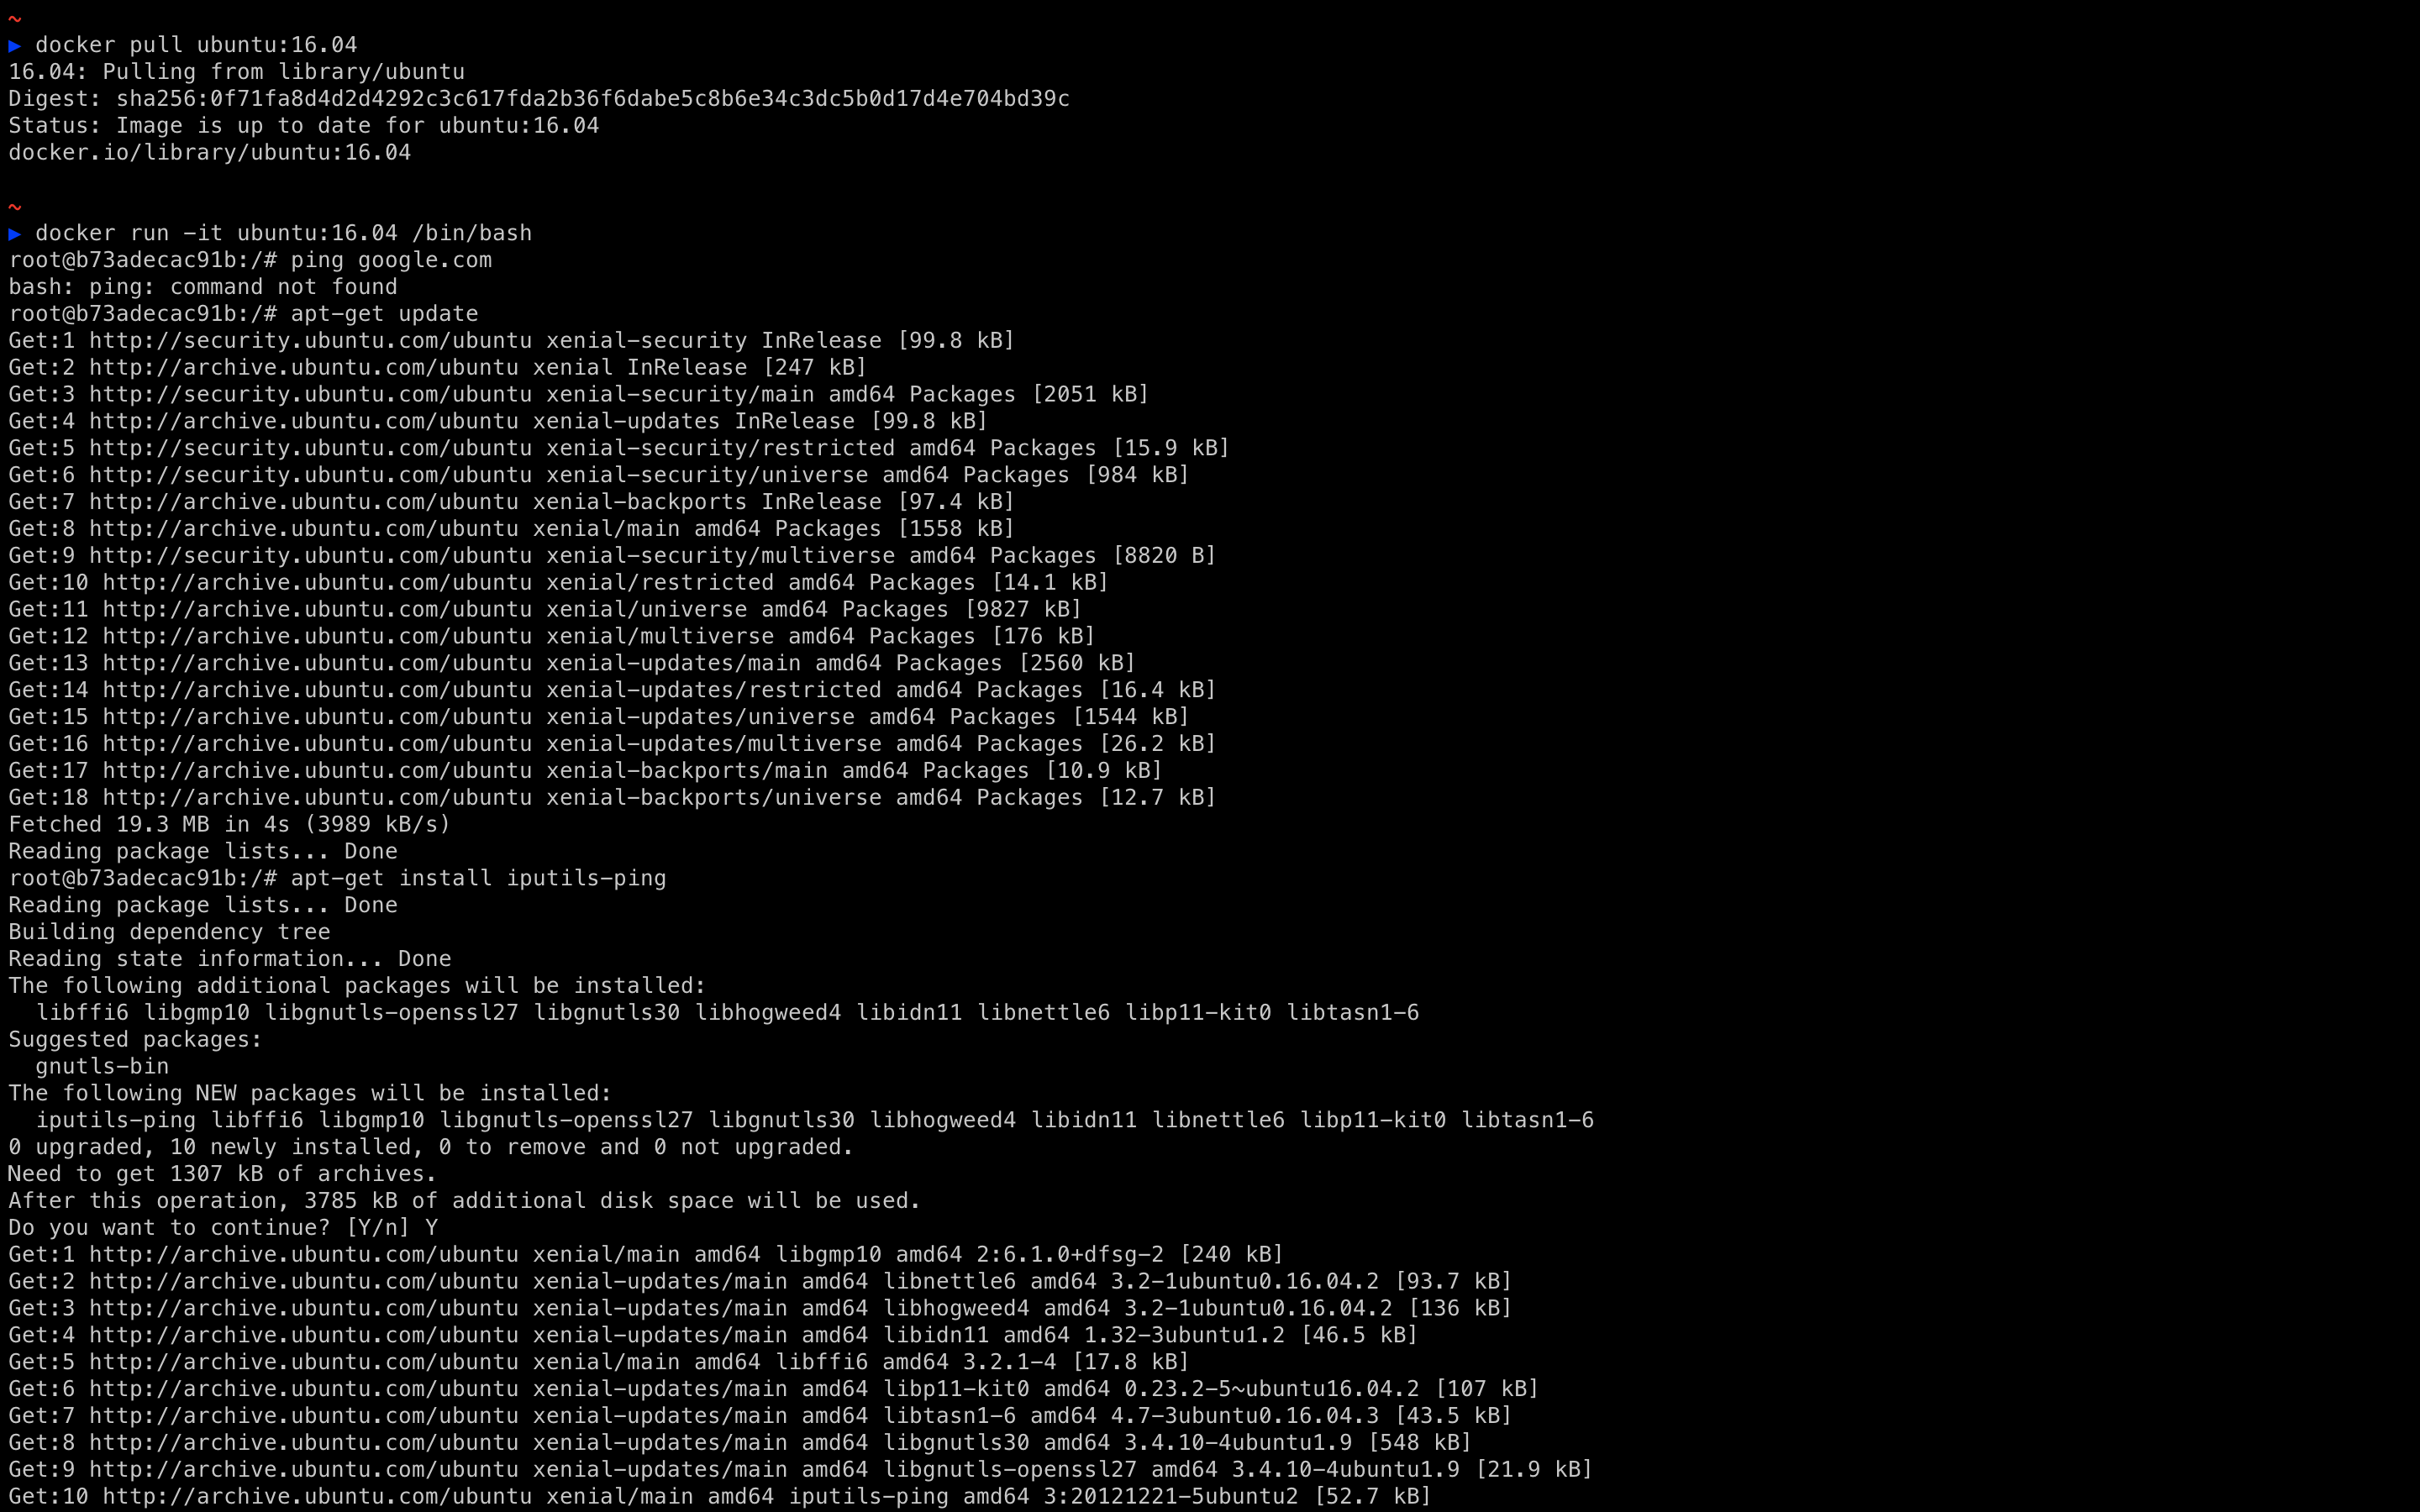 ~
▶ docker pull ubuntu:16.04
16.04: Pulling from library/ubuntu
Digest: sha256:0f71fa8d4d2d4292c3c617fda2b36f6dabe5c8b6e34c3dc5b0d17d4e704bd39c
Status: Image is up to date for ubuntu:16.04
docker.io/library/ubuntu:16.04
~
▶ docker run -it ubuntu:16.04 /bin/bash
root@b73adecac91b:/# ping google.com
bash: ping: command not found
root@b73adecac91b:/# apt-get update
Get:1 http://security.ubuntu.com/ubuntu xenial-security InRelease [99.8 kB]
Get:2 http://archive.ubuntu.com/ubuntu xenial InRelease [247 kB]
Get:3 http://security.ubuntu.com/ubuntu xenial-security/main amd64 Packages [2051 kB]
Get:4 http://archive.ubuntu.com/ubuntu xenial-updates InRelease [99.8 kB]
Get:5 http://security.ubuntu.com/ubuntu xenial-security/restricted amd64 Packages [15.9 kB]
Get:6 http://security.ubuntu.com/ubuntu xenial-security/universe amd64 Packages [984 kB]
Get:7 http://archive.ubuntu.com/ubuntu xenial-backports InRelease [97.4 kB]
Get:8 http://archive.ubuntu.com/ubuntu xenial/main amd64 Packages [1558 kB]
Get:9 http://security.ubuntu.com/ubuntu xenial-security/multiverse amd64 Packages [8820 B]
Get:10 http://archive.ubuntu.com/ubuntu xenial/restricted amd64 Packages [14.1 kB]
Get:11 http://archive.ubuntu.com/ubuntu xenial/universe amd64 Packages [9827 kB]
Get:12 http://archive.ubuntu.com/ubuntu xenial/multiverse amd64 Packages [176 kB]
Get:13 http://archive.ubuntu.com/ubuntu xenial-updates/main amd64 Packages [2560 kB]
Get:14 http://archive.ubuntu.com/ubuntu xenial-updates/restricted amd64 Packages [16.4 kB]
Get:15 http://archive.ubuntu.com/ubuntu xenial-updates/universe amd64 Packages [1544 kB]
Get:16 http://archive.ubuntu.com/ubuntu xenial-updates/multiverse amd64 Packages [26.2 kB]
Get:17 http://archive.ubuntu.com/ubuntu xenial-backports/main amd64 Packages [10.9 kB]
Get:18 http://archive.ubuntu.com/ubuntu xenial-backports/universe amd64 Packages [12.7 kB]
Fetched 19.3 MB in 4s (3989 kB/s)
Reading package lists... Done
root@b73adecac91b:/# apt-get install iputils-ping
Reading package lists... Done
Building dependency tree
Reading state information... Done
The following additional packages will be installed:
  libffi6 libgmp10 libgnutls-openssl27 libgnutls30 libhogweed4 libidn11 libnettle6 libp11-kit0 libtasn1-6
Suggested packages:
  gnutls-bin
The following NEW packages will be installed:
  iputils-ping libffi6 libgmp10 libgnutls-openssl27 libgnutls30 libhogweed4 libidn11 libnettle6 libp11-kit0 libtasn1-6
0 upgraded, 10 newly installed, 0 to remove and 0 not upgraded.
Need to get 1307 kB of archives.
After this operation, 3785 kB of additional disk space will be used.
Do you want to continue? [Y/n] Y
Get:1 http://archive.ubuntu.com/ubuntu xenial/main amd64 libgmp10 amd64 2:6.1.0+dfsg-2 [240 kB]
Get:2 http://archive.ubuntu.com/ubuntu xenial-updates/main amd64 libnettle6 amd64 3.2-1ubuntu0.16.04.2 [93.7 kB]
Get:3 http://archive.ubuntu.com/ubuntu xenial-updates/main amd64 libhogweed4 amd64 3.2-1ubuntu0.16.04.2 [136 kB]
Get:4 http://archive.ubuntu.com/ubuntu xenial-updates/main amd64 libidn11 amd64 1.32-3ubuntu1.2 [46.5 kB]
Get:5 http://archive.ubuntu.com/ubuntu xenial/main amd64 libffi6 amd64 3.2.1-4 [17.8 kB]
Get:6 http://archive.ubuntu.com/ubuntu xenial-updates/main amd64 libp11-kit0 amd64 0.23.2-5~ubuntu16.04.2 [107 kB]
Get:7 http://archive.ubuntu.com/ubuntu xenial-updates/main amd64 libtasn1-6 amd64 4.7-3ubuntu0.16.04.3 [43.5 kB]
Get:8 http://archive.ubuntu.com/ubuntu xenial-updates/main amd64 libgnutls30 amd64 3.4.10-4ubuntu1.9 [548 kB]
Get:9 http://archive.ubuntu.com/ubuntu xenial-updates/main amd64 libgnutls-openssl27 amd64 3.4.10-4ubuntu1.9 [21.9 kB]
Get:10 http://archive.ubuntu.com/ubuntu xenial/main amd64 iputils-ping amd64 3:20121221-5ubuntu2 [52.7 kB]